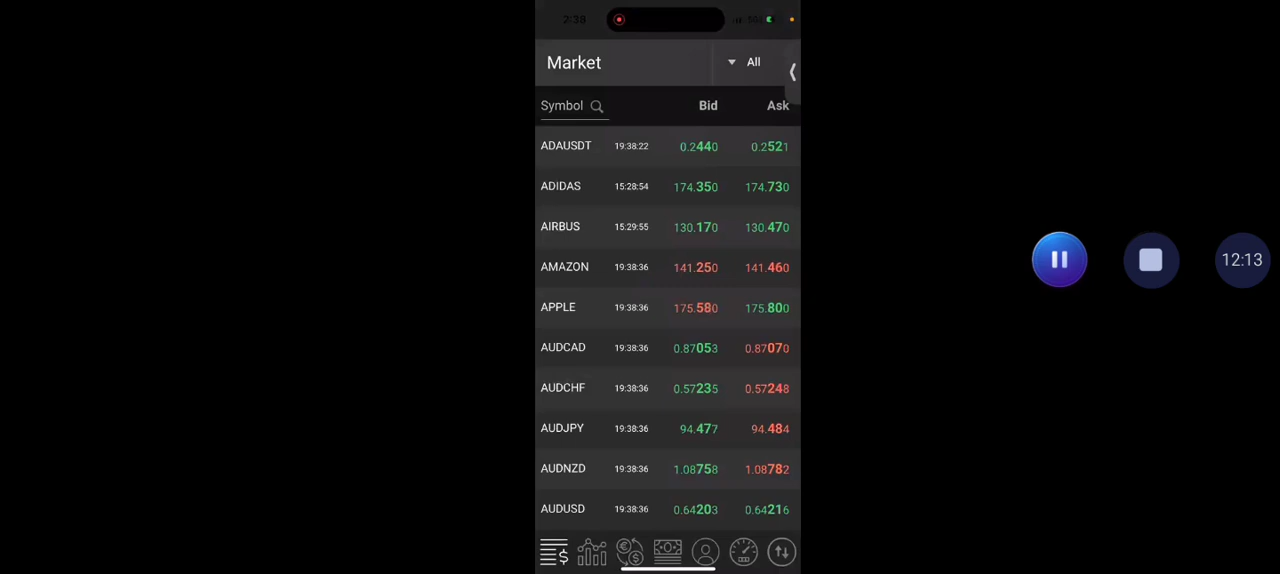 2:38
Market
All
Symbol Bid Ask
ADAUSDT 19:38:22 0.2440 0.2521
ADIDAS 15:28:54 174.350 174.730
AIRBUS 15:29:55 130.170 130.470
AMAZON 19:38:36 141.250 141.460
APPLE 19:38:36 175.580 175.800
AUDCAD 19:38:36 0.87053 0.87070
AUDCHF 19:38:36 0.57235 0.57248
AUDJPY 19:38:36 94.477 94.484
AUDNZD 19:38:36 1.08758 1.08782
AUDUSD 19:38:36 0.64203 0.64216
12:13